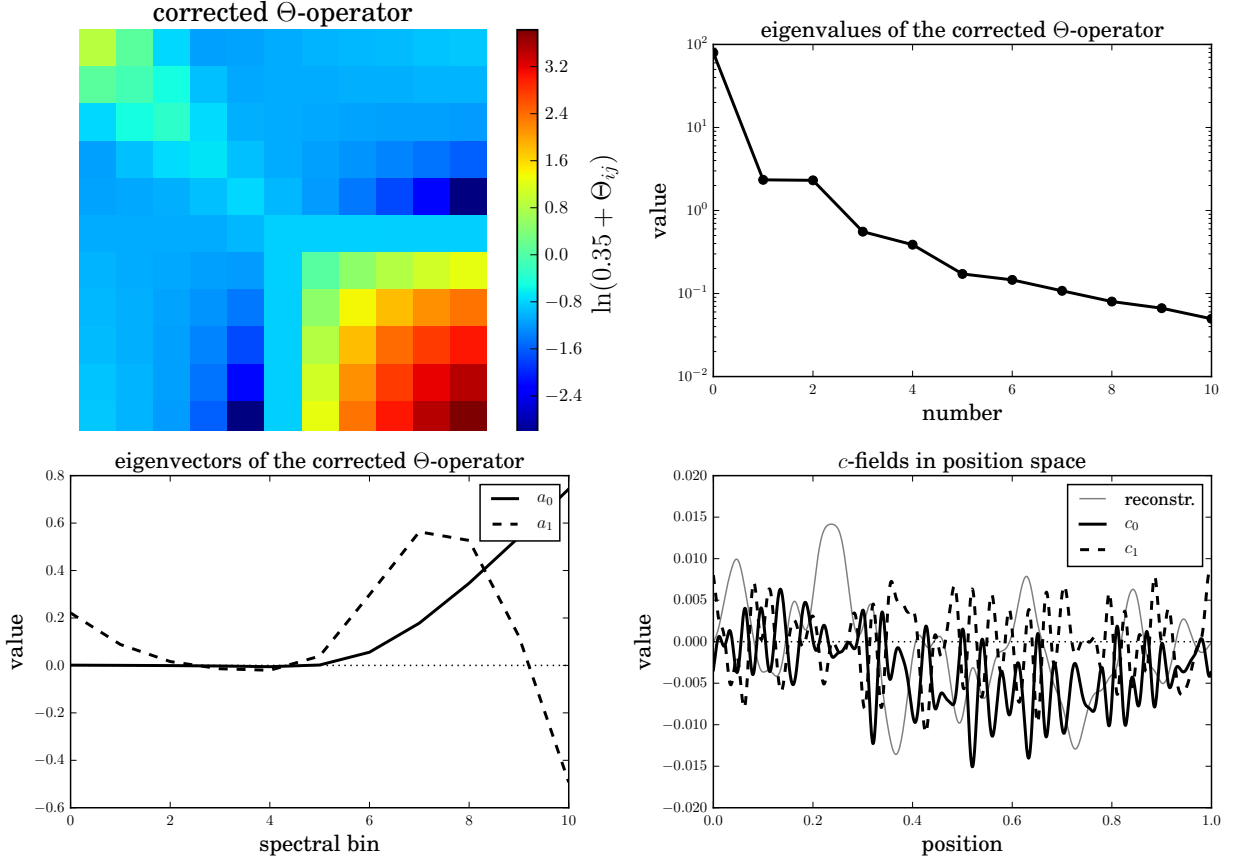 corrected Θ-operator
3.2
2.4
1.6
0.8
0.0
−0.8
−1.6
−2.4
ln(0.35 + Θ_{ij})
eigenvalues of the corrected Θ-operator
10^2
10^1
10^0
10^{−1}
10^{−2}
value
0 2 4 6 8 10
number
eigenvectors of the corrected Θ-operator
a_0
a_1
0.8
0.6
0.4
0.2
0.0
−0.2
−0.4
−0.6
value
0 2 4 6 8 10
spectral bin
c-fields in position space
reconstr.
c_0
c_1
0.020
0.015
0.010
0.005
0.000
−0.005
−0.010
−0.015
−0.020
value
0.0 0.2 0.4 0.6 0.8 1.0
position